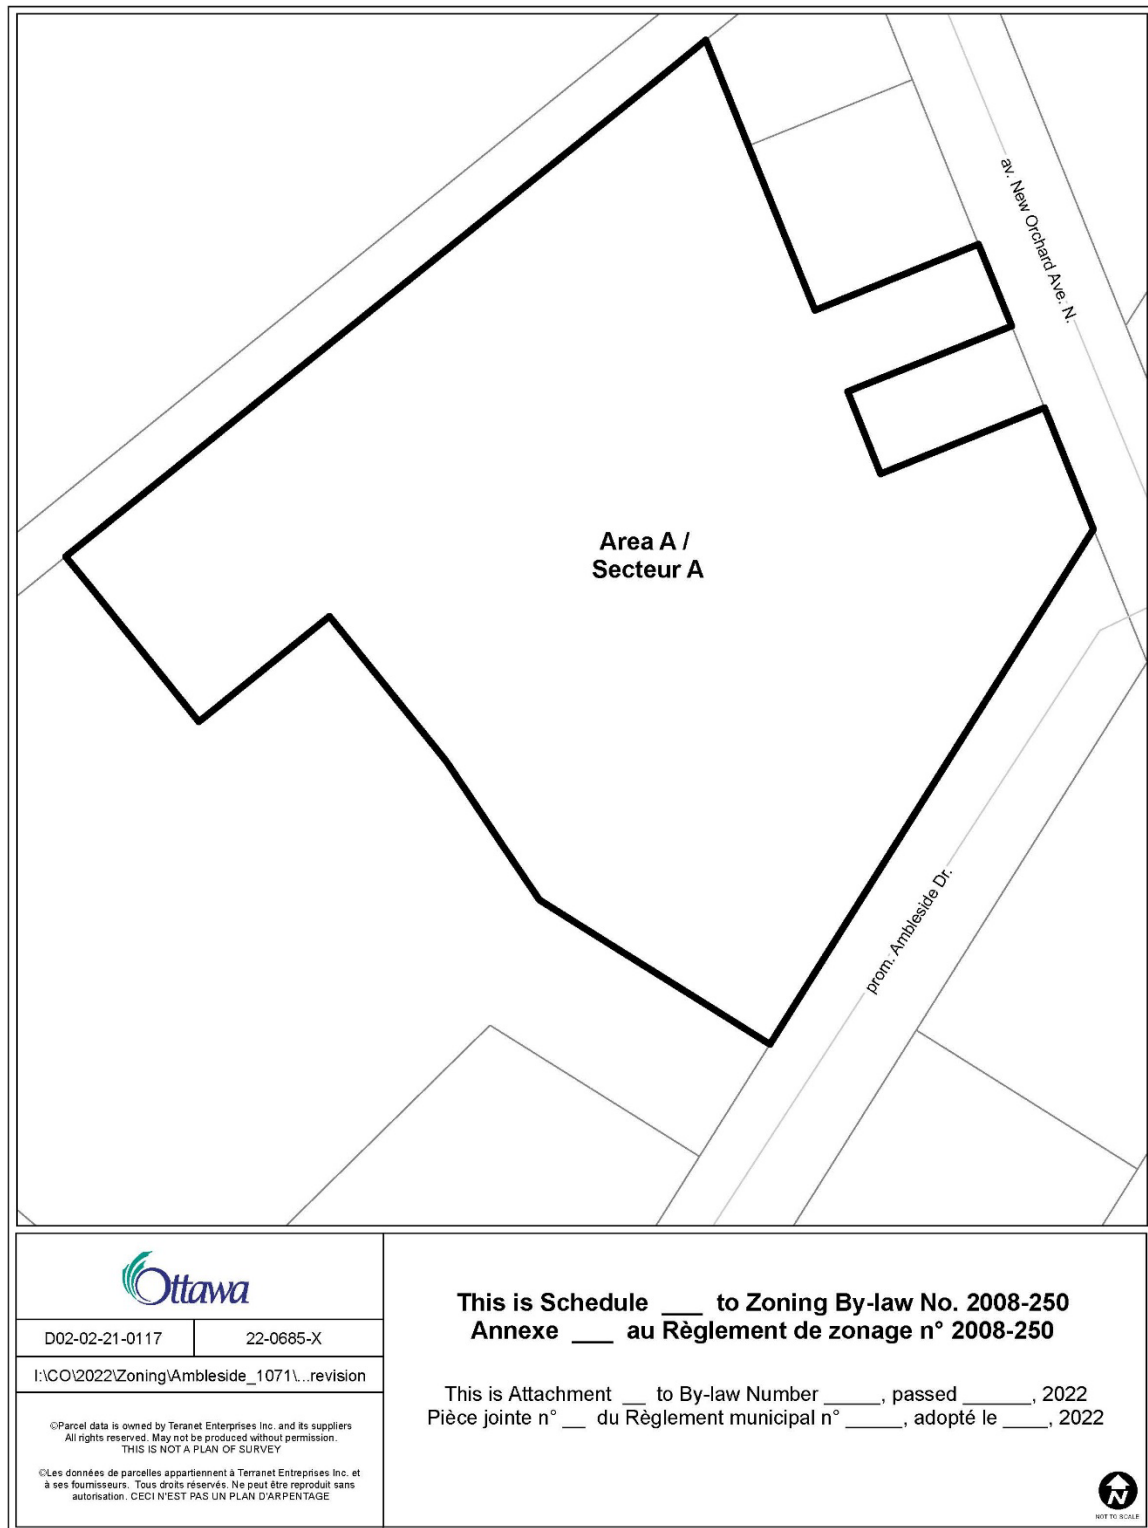 av. New Orchard Ave. N.
Area A /
Secteur A
prom. Ambleside Dr.
Ottawa
D02-02-21-0117
22-0685-X
I:\CO\2022\Zoning\Ambleside_1071\...revision
©Parcel data is owned by Teranet Enterprises Inc. and its suppliers
All rights reserved. May not be produced without permission.
THIS IS NOT A PLAN OF SURVEY
©Les données de parcelles appartiennent à Terranet Entreprises Inc. et
à ses fournisseurs. Tous droits réservés. Ne peut être reproduit sans
autorisation. CECI N'EST PAS UN PLAN D'ARPENTAGE
This is Schedule ___ to Zoning By-law No. 2008-250
Annexe ___ au Règlement de zonage n° 2008-250
This is Attachment __ to By-law Number _____, passed ______, 2022
Pièce jointe n° __ du Règlement municipal n° _____, adopté le ____, 2022
N
NOT TO SCALE